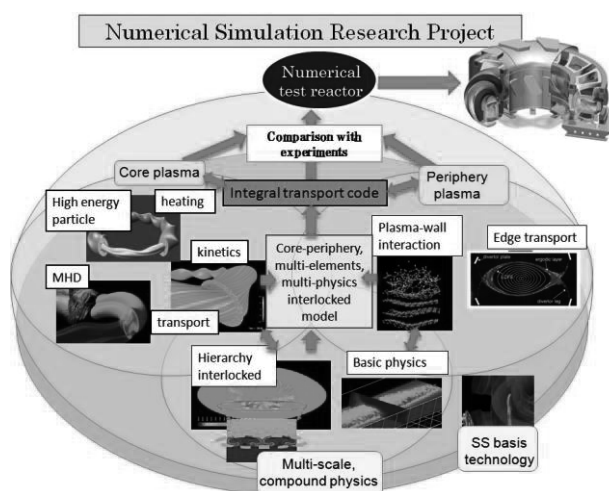 Numerical Simulation Research Project
Numerical
test reactor
Comparison with
experiments
Core plasma
Periphery
plasma
Integral transport code
High energy
particle
heating
kinetics
Core-periphery,
multi-elements,
multi-physics
interlocked
model
Plasma-wall
interaction
Edge transport
MHD
transport
Hierarchy
interlocked
Basic physics
Multi-scale,
compound physics
SS basis
technology